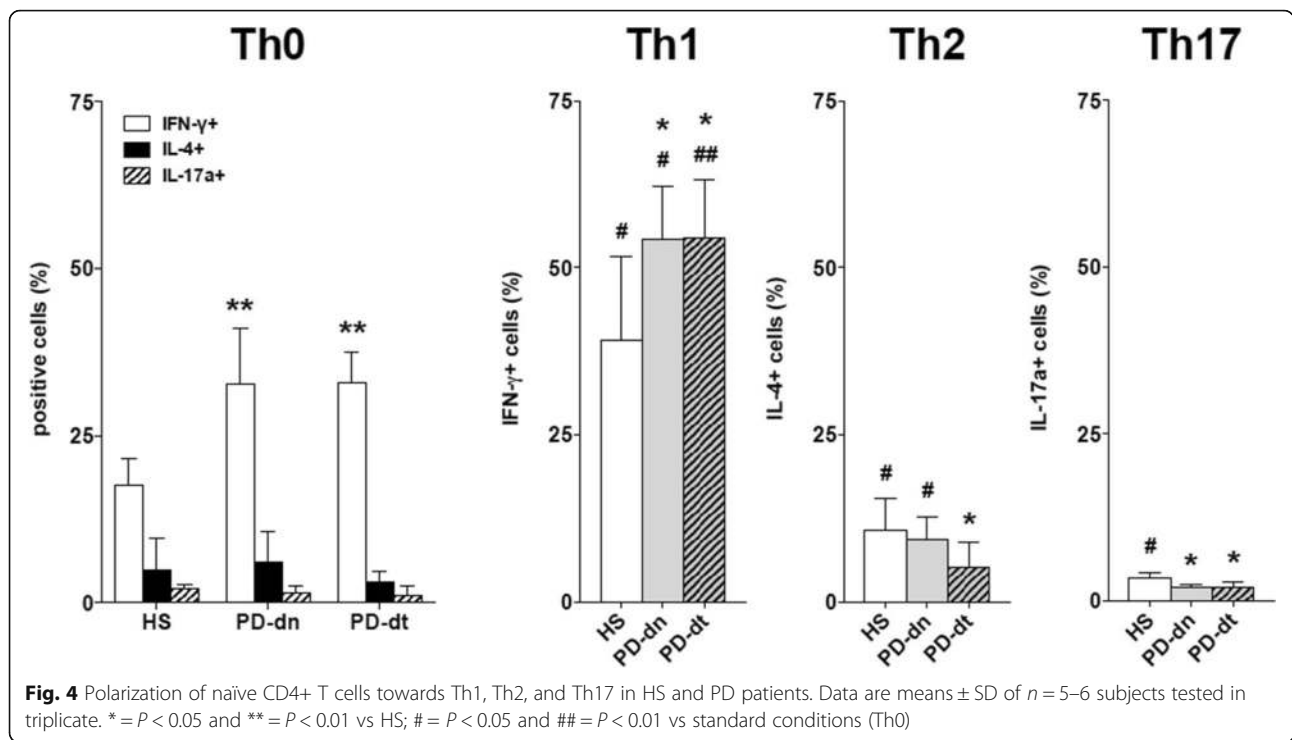 Th0
Th1
Th2
Th17
75
50
25
0
positive cells (%)
IFN-γ+
IL-4+
IL-17a+
**
**
HS
PD-dn
PD-dt
75
50
25
0
IFN-γ+ cells (%)
#
*
#
*
##
HS
PD-dn
PD-dt
75
50
25
0
IL-4+ cells (%)
#
#
*
HS
PD-dn
PD-dt
75
50
25
0
IL-17a+ cells (%)
#
*
*
HS
PD-dn
PD-dt
Fig. 4 Polarization of naïve CD4+ T cells towards Th1, Th2, and Th17 in HS and PD patients. Data are means ± SD of n = 5–6 subjects tested in
triplicate. * = P < 0.05 and ** = P < 0.01 vs HS; # = P < 0.05 and ## = P < 0.01 vs standard conditions (Th0)